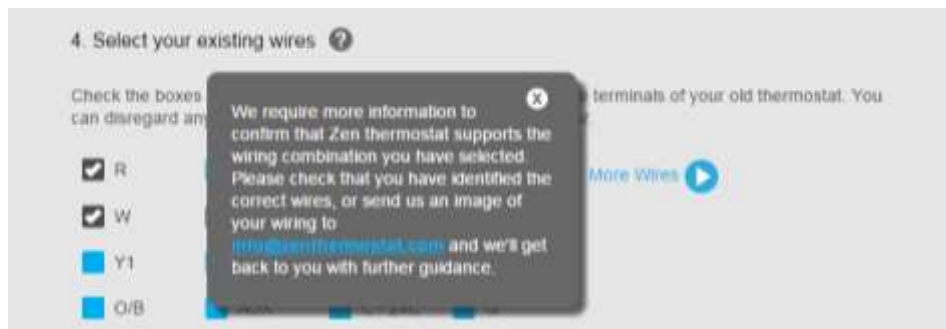 4. Select your existing wires ?
Check the boxes
terminals of your old thermostat. You
can disregard any
We require more information to
confirm that Zen thermostat supports the
wiring combination you have selected.
Please check that you have identified the
correct wires, or send us an image of
your wiring to
info@zenthermostat.com and we'll get
back to you with further guidance.
X
R
More Wires
W
Y1
O/B